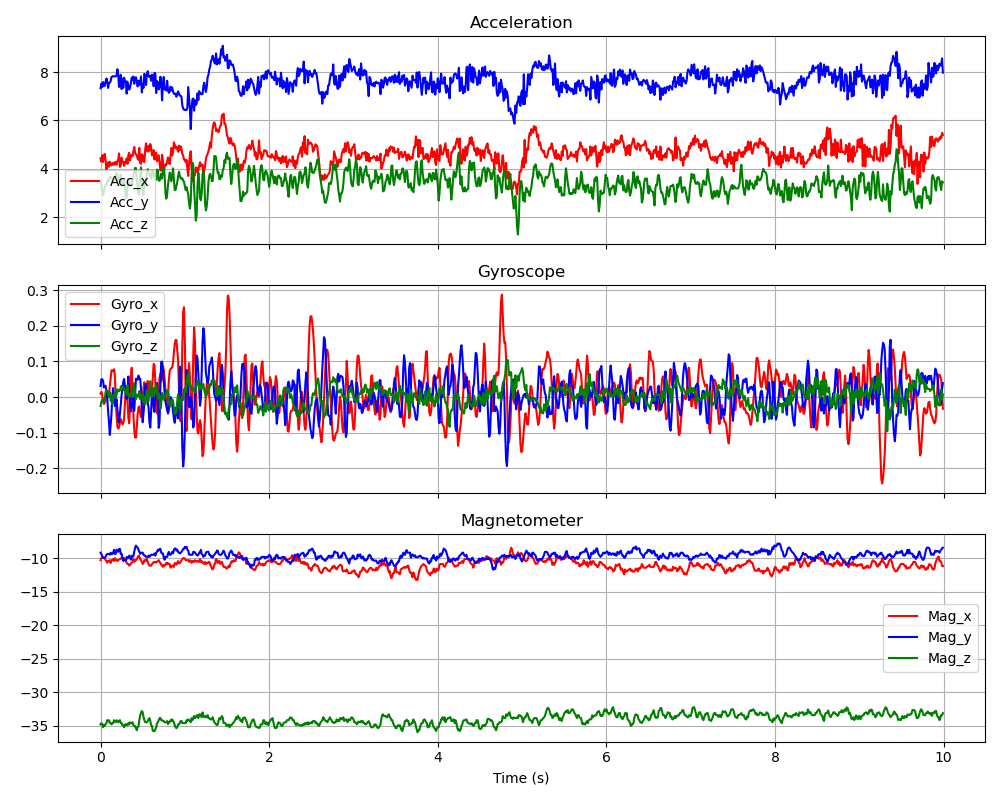 Acceleration
8
6
4
2
Acc_x
Acc_y
Acc_z
Gyroscope
0.3
0.2
0.1
0.0
−0.1
−0.2
Gyro_x
Gyro_y
Gyro_z
Magnetometer
−10
−15
−20
−25
−30
−35
Mag_x
Mag_y
Mag_z
0 2 4 6 8 10
Time (s)